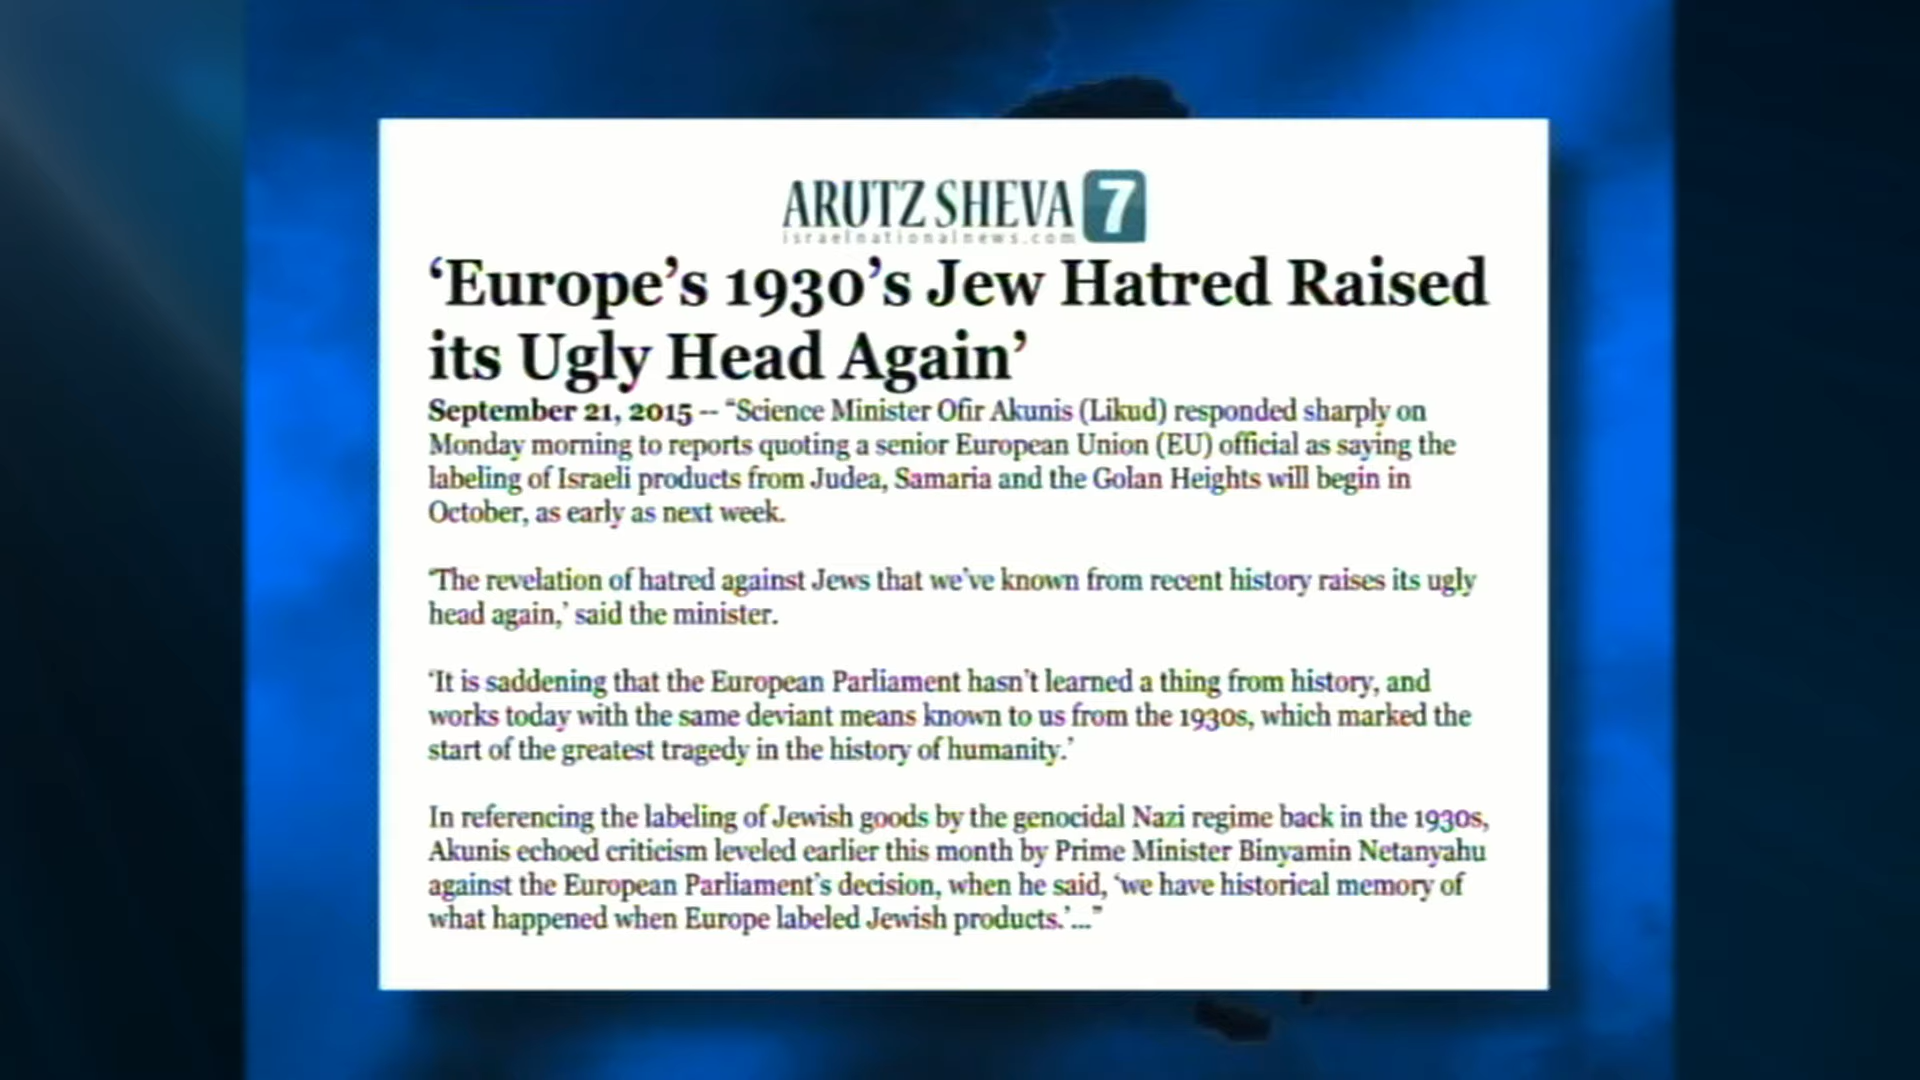 ARUTZ SHEVA 7
israelnationalnews.com
‘Europe’s 1930’s Jew Hatred Raised
its Ugly Head Again’
September 21, 2015 -- “Science Minister Ofir Akunis (Likud) responded sharply on
Monday morning to reports quoting a senior European Union (EU) official as saying the
labeling of Israeli products from Judea, Samaria and the Golan Heights will begin in
October, as early as next week.
‘The revelation of hatred against Jews that we’ve known from recent history raises its ugly
head again,’ said the minister.
‘It is saddening that the European Parliament hasn’t learned a thing from history, and
works today with the same deviant means known to us from the 1930s, which marked the
start of the greatest tragedy in the history of humanity.’
In referencing the labeling of Jewish goods by the genocidal Nazi regime back in the 1930s,
Akunis echoed criticism leveled earlier this month by Prime Minister Binyamin Netanyahu
against the European Parliament’s decision, when he said, ‘we have historical memory of
what happened when Europe labeled Jewish products.’...”